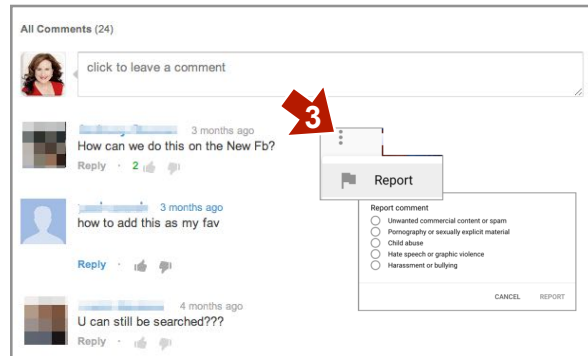 All Comments (24)
click to leave a comment
3
3 months ago
How can we do this on the New Fb?
Reply · 2
Report
3 months ago
how to add this as my fav
Reply ·
Report comment
Unwanted commercial content or spam
Pornography or sexually explicit material
Child abuse
Hate speech or graphic violence
Harassment or bullying
CANCEL REPORT
4 months ago
U can still be searched???
Reply ·